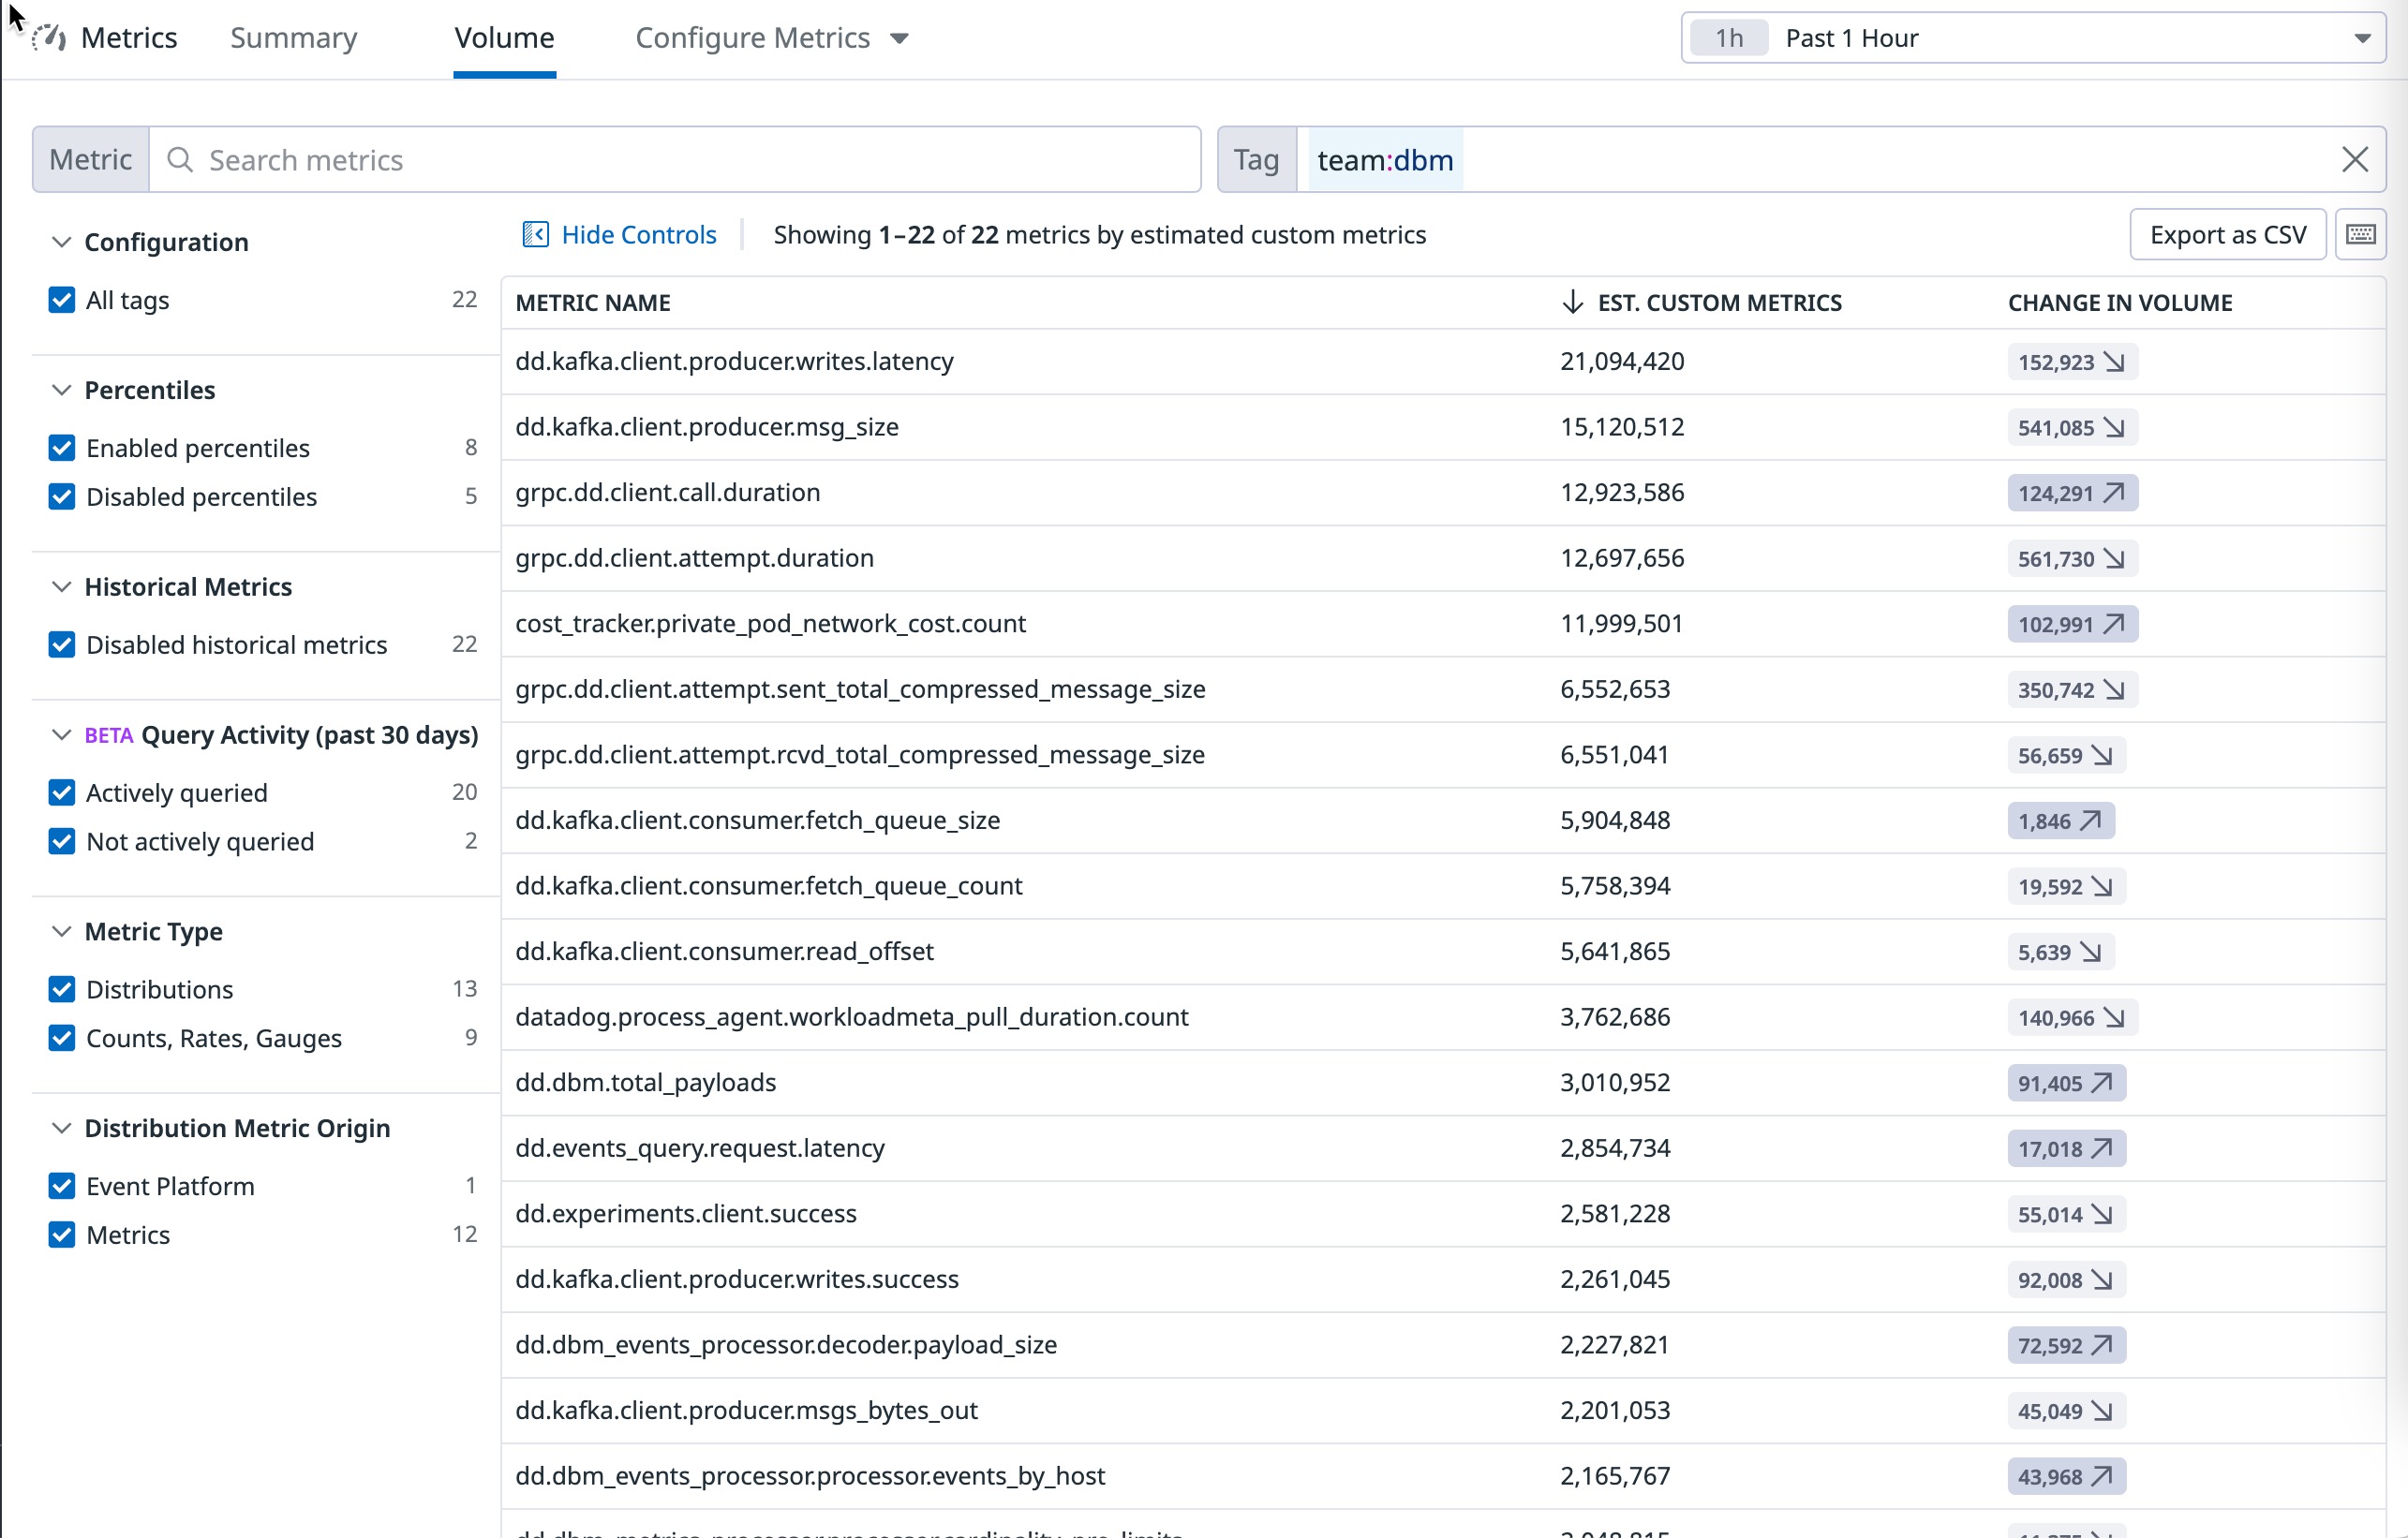 Metrics Summary Volume Configure Metrics 1h Past 1 Hour
Metric Search metrics Tag team:dbm
Hide Controls Showing 1–22 of 22 metrics by estimated custom metrics Export as CSV
Configuration
All tags 22
Percentiles
Enabled percentiles 8
Disabled percentiles 5
Historical Metrics
Disabled historical metrics 22
BETA Query Activity (past 30 days)
Actively queried 20
Not actively queried 2
Metric Type
Distributions 13
Counts, Rates, Gauges 9
Distribution Metric Origin
Event Platform 1
Metrics 12
METRIC NAME EST. CUSTOM METRICS CHANGE IN VOLUME
dd.kafka.client.producer.writes.latency 21,094,420 152,923
dd.kafka.client.producer.msg_size 15,120,512 541,085
grpc.dd.client.call.duration 12,923,586 124,291
grpc.dd.client.attempt.duration 12,697,656 561,730
cost_tracker.private_pod_network_cost.count 11,999,501 102,991
grpc.dd.client.attempt.sent_total_compressed_message_size 6,552,653 350,742
grpc.dd.client.attempt.rcvd_total_compressed_message_size 6,551,041 56,659
dd.kafka.client.consumer.fetch_queue_size 5,904,848 1,846
dd.kafka.client.consumer.fetch_queue_count 5,758,394 19,592
dd.kafka.client.consumer.read_offset 5,641,865 5,639
datadog.process_agent.workloadmeta_pull_duration.count 3,762,686 140,966
dd.dbm.total_payloads 3,010,952 91,405
dd.events_query.request.latency 2,854,734 17,018
dd.experiments.client.success 2,581,228 55,014
dd.kafka.client.producer.writes.success 2,261,045 92,008
dd.dbm_events_processor.decoder.payload_size 2,227,821 72,592
dd.kafka.client.producer.msgs_bytes_out 2,201,053 45,049
dd.dbm_events_processor.processor.events_by_host 2,165,767 43,968